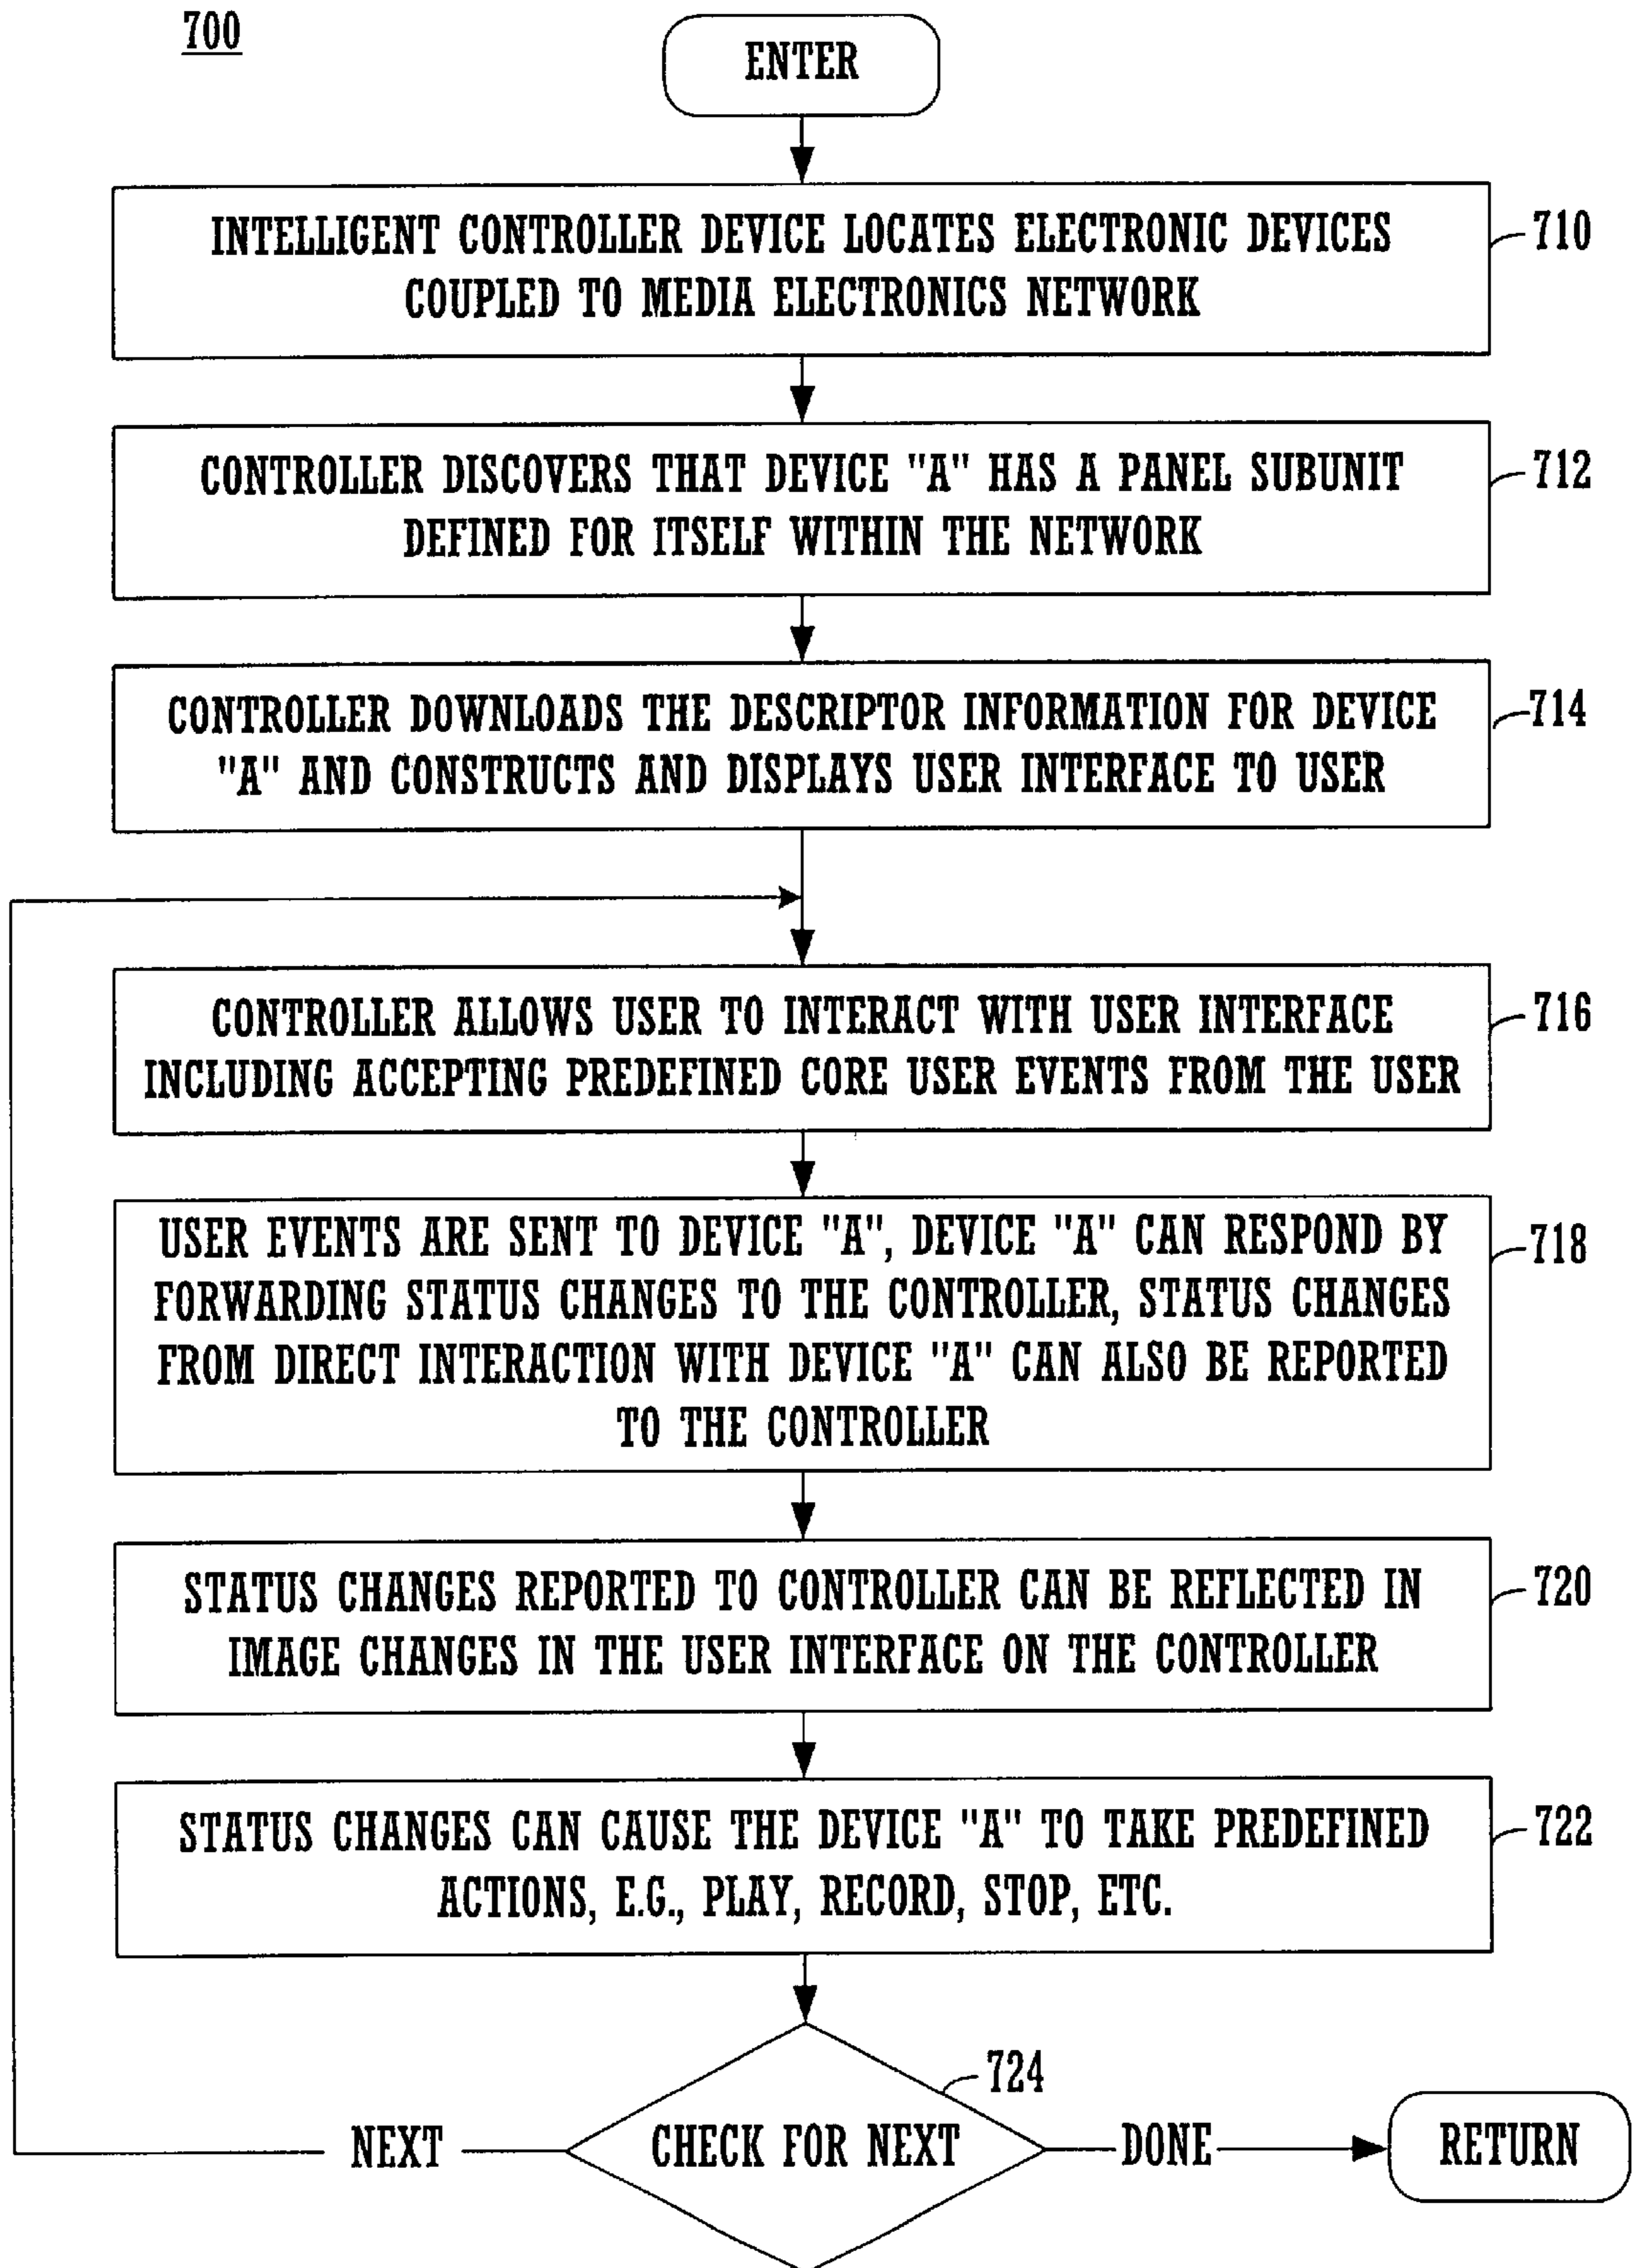 700
ENTER
INTELLIGENT CONTROLLER DEVICE LOCATES ELECTRONIC DEVICES
COUPLED TO MEDIA ELECTRONICS NETWORK
710
CONTROLLER DISCOVERS THAT DEVICE "A" HAS A PANEL SUBUNIT
DEFINED FOR ITSELF WITHIN THE NETWORK
712
CONTROLLER DOWNLOADS THE DESCRIPTOR INFORMATION FOR DEVICE
"A" AND CONSTRUCTS AND DISPLAYS USER INTERFACE TO USER
714
CONTROLLER ALLOWS USER TO INTERACT WITH USER INTERFACE
INCLUDING ACCEPTING PREDEFINED CORE USER EVENTS FROM THE USER
716
USER EVENTS ARE SENT TO DEVICE "A", DEVICE "A" CAN RESPOND BY
FORWARDING STATUS CHANGES TO THE CONTROLLER, STATUS CHANGES
FROM DIRECT INTERACTION WITH DEVICE "A" CAN ALSO BE REPORTED
TO THE CONTROLLER
718
STATUS CHANGES REPORTED TO CONTROLLER CAN BE REFLECTED IN
IMAGE CHANGES IN THE USER INTERFACE ON THE CONTROLLER
720
STATUS CHANGES CAN CAUSE THE DEVICE "A" TO TAKE PREDEFINED
ACTIONS, E.G., PLAY, RECORD, STOP, ETC.
722
724
NEXT
CHECK FOR NEXT
DONE
RETURN